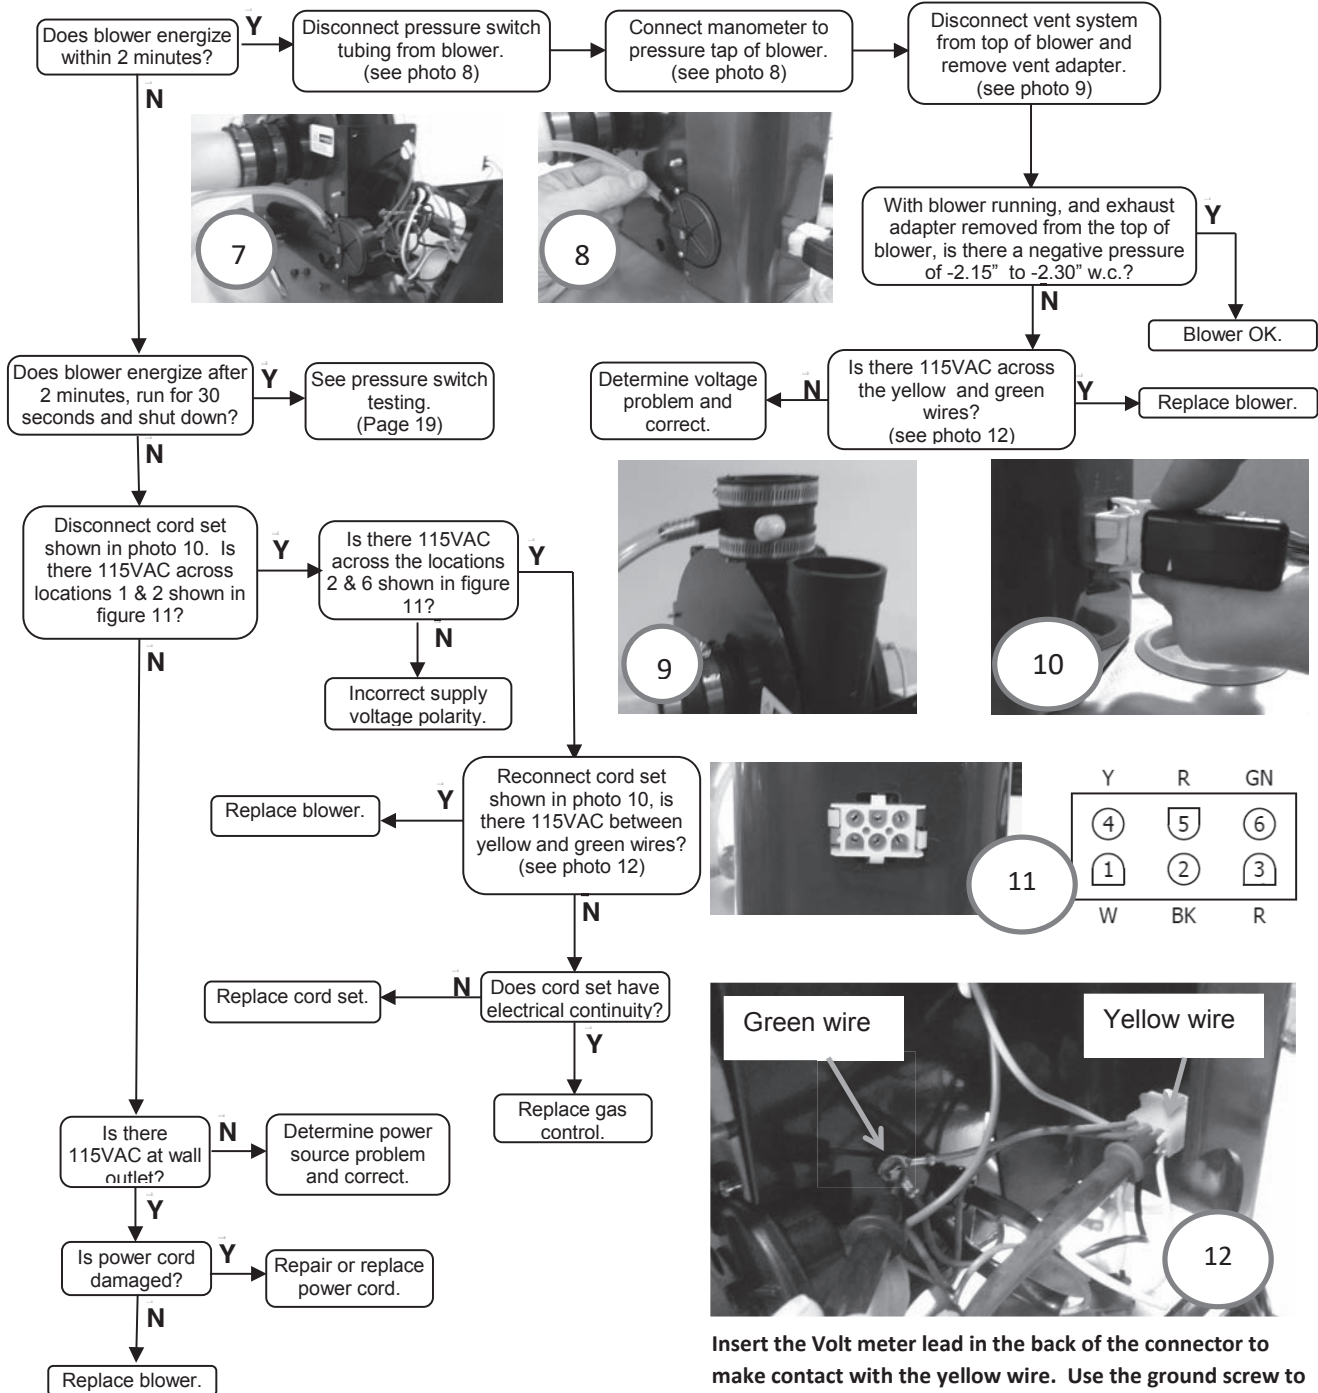 Does blower energize
within 2 minutes?
Y
Disconnect pressure switch
tubing from blower.
(see photo 8)
Connect manometer to
pressure tap of blower.
(see photo 8)
Disconnect vent system
from top of blower and
remove vent adapter.
(see photo 9)
N
7
8
With blower running, and exhaust
adapter removed from the top of
blower, is there a negative pressure
of -2.15” to -2.30” w.c.?
Y
N
Blower OK.
Does blower energize after
2 minutes, run for 30
seconds and shut down?
Y
See pressure switch
testing.
(Page 19)
Determine voltage
problem and
correct.
N
Is there 115VAC across
the yellow and green
wires?
(see photo 12)
Y
Replace blower.
N
Disconnect cord set
shown in photo 10. Is
there 115VAC across
locations 1 & 2 shown in
figure 11?
Y
Is there 115VAC
across the locations
2 & 6 shown in figure
11?
Y
N
N
Incorrect supply
voltage polarity.
9
10
Replace blower.
Y
Reconnect cord set
shown in photo 10, is
there 115VAC between
yellow and green wires?
(see photo 12)
N
11
Y R GN
4 5 6
1 2 3
W BK R
Replace cord set.
N
Does cord set have
electrical continuity?
Y
Replace gas
control.
Green wire
Yellow wire
12
Is there
115VAC at wall
outlet?
N
Determine power
source problem
and correct.
Y
Is power cord
damaged?
Y
Repair or replace
power cord.
N
Replace blower.
Insert the Volt meter lead in the back of the connector to
make contact with the yellow wire. Use the ground screw to